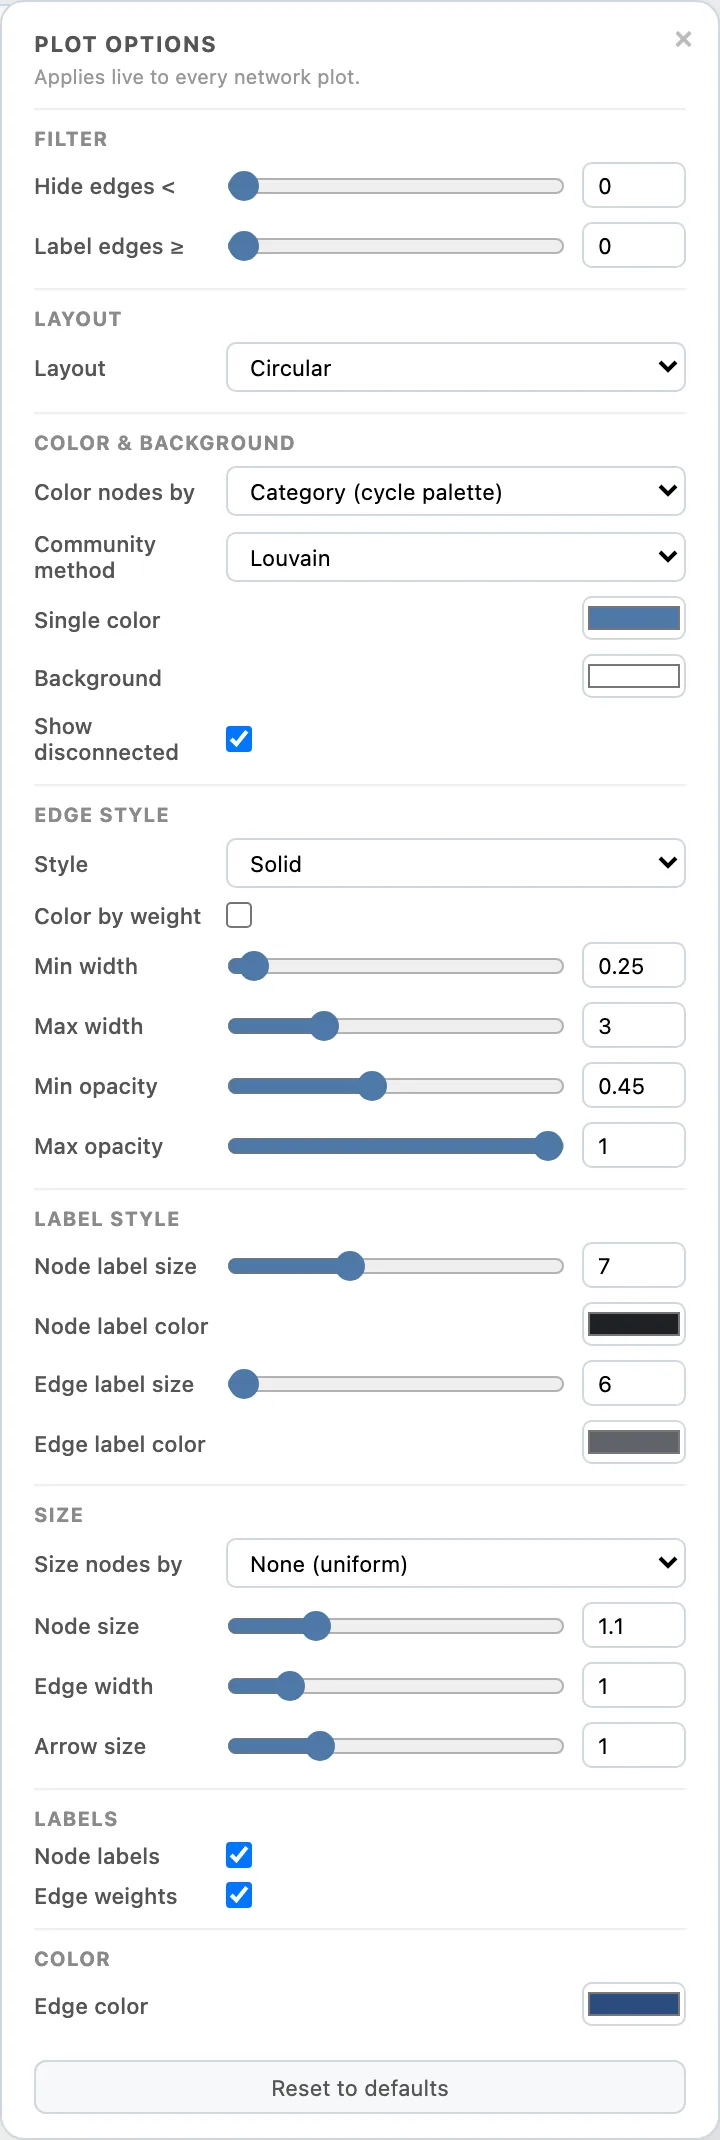 PLOT OPTIONS
×
Applies live to every network plot.
FILTER
Hide edges < 0
Label edges ≥ 0
LAYOUT
Layout Circular
COLOR & BACKGROUND
Color nodes by Category (cycle palette)
Community
method
Louvain
Single color
Background
Show
disconnected
EDGE STYLE
Style Solid
Color by weight
Min width 0.25
Max width 3
Min opacity 0.45
Max opacity 1
LABEL STYLE
Node label size 7
Node label color
Edge label size 6
Edge label color
SIZE
Size nodes by None (uniform)
Node size 1.1
Edge width 1
Arrow size 1
LABELS
Node labels
Edge weights
COLOR
Edge color
Reset to defaults